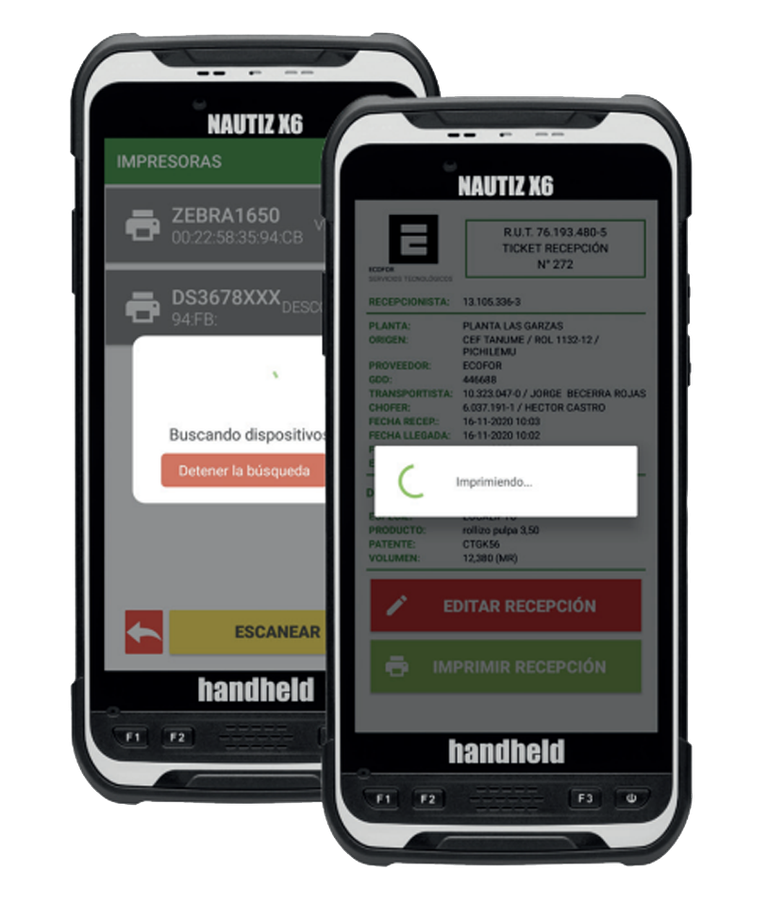 NAUTIZ X6
IMPRESORAS
ZEBRA1650
00:22:58:35:94:CB
DS3678XXX
94:FB:
Buscando dispositivos
Detener la búsqueda
ESCANEAR
handheld
F1 F2
NAUTIZ X6
ECOFOR
SERVICIOS TECNOLÓGICOS
R.U.T. 76.193.480-5
TICKET RECEPCIÓN
N° 272
RECEPCIONISTA: 13.105.336-3
PLANTA: PLANTA LAS GARZAS
ORIGEN: CEF TANUME / ROL 1132-12 /
PICHILEMU
PROVEEDOR: ECOFOR
GDD: 446688
TRANSPORTISTA: 10.323.047-0 / JORGE BECERRA ROJAS
CHOFER: 6.037.191-1 / HECTOR CASTRO
FECHA RECEP.: 16-11-2020 10:03
FECHA LLEGADA: 16-11-2020 10:02
Imprimiendo...
PRODUCTO: rollizo pulpa 3,50
PATENTE: CTGK56
VOLUMEN: 12,380 (MR)
EDITAR RECEPCIÓN
IMPRIMIR RECEPCIÓN
handheld
F1 F2 F3